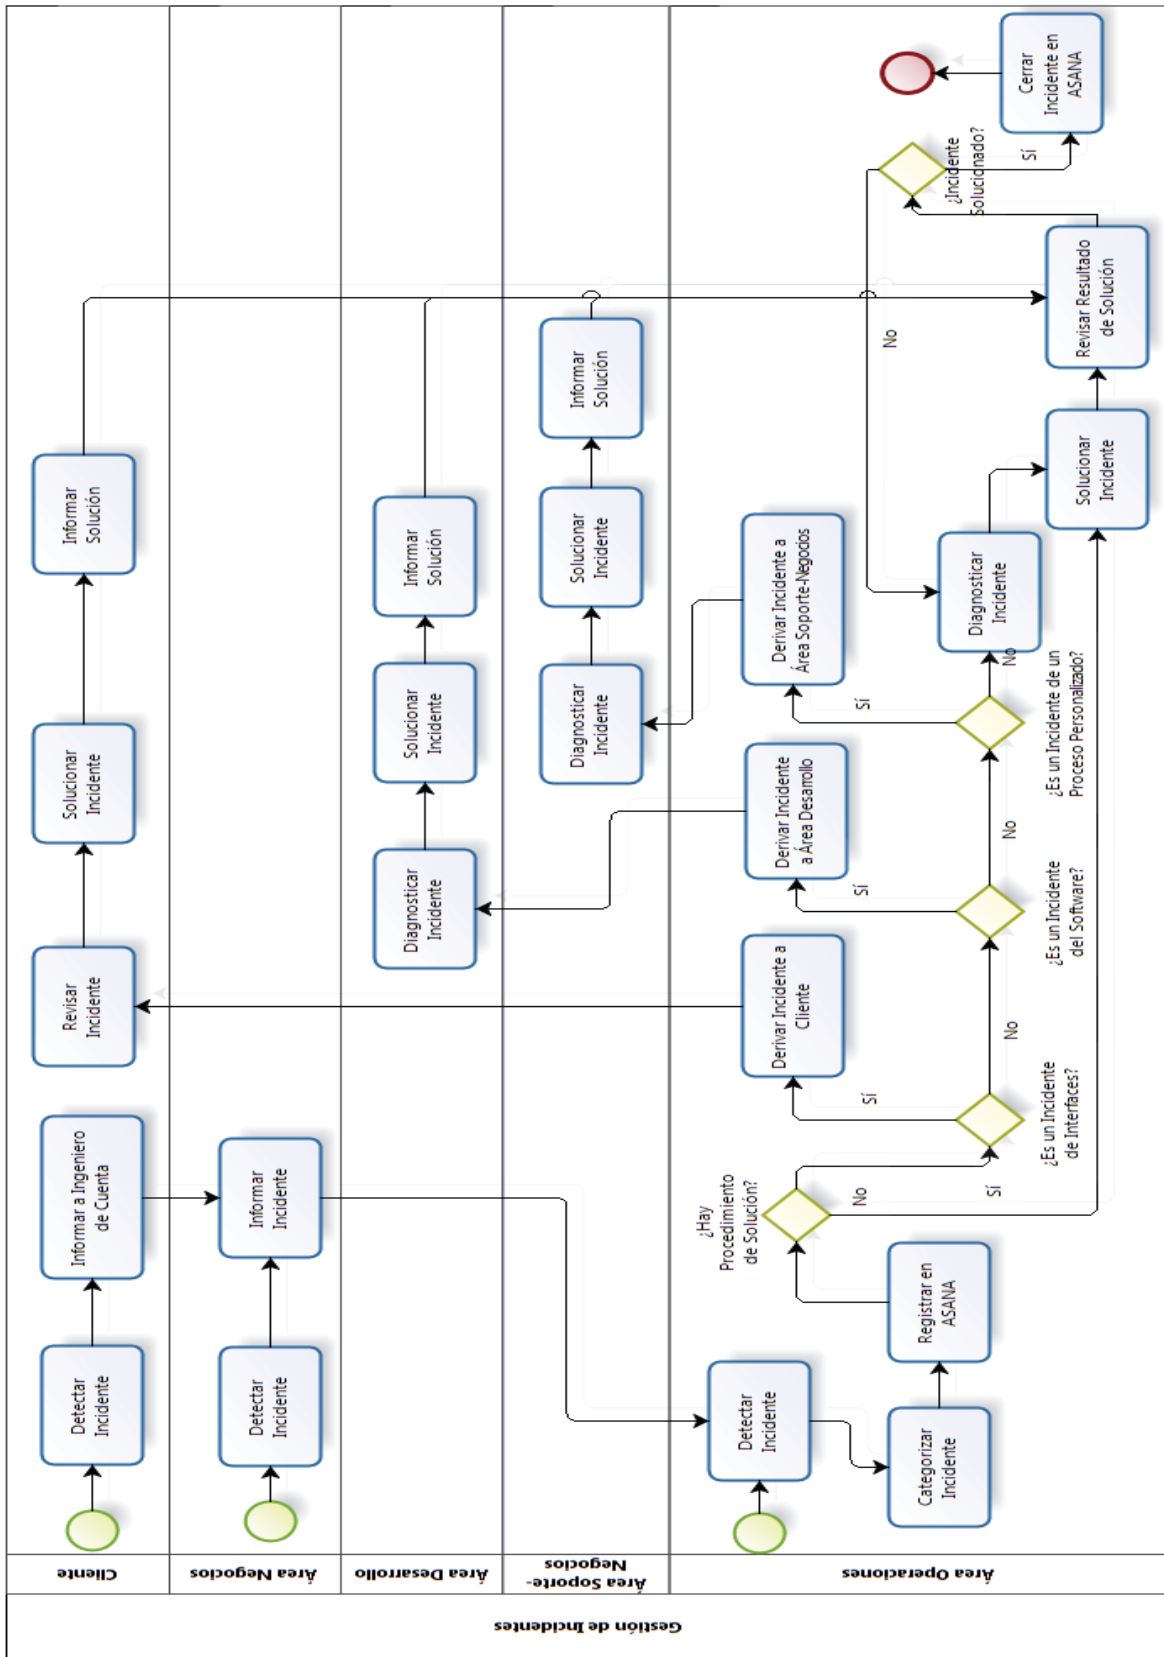 Gestión de Incidentes
Cliente
Detectar
Incidente
Informar a Ingeniero
de Cuenta
Revisar
Incidente
Solucionar
Incidente
Informar
Solución
Área Negocios
Detectar
Incidente
Informar
Incidente
Área Desarrollo
Diagnosticar
Incidente
Solucionar
Incidente
Informar
Solución
Área Soporte-
Negocios
Diagnosticar
Incidente
Solucionar
Incidente
Informar
Solución
Área Operaciones
Detectar
Incidente
Categorizar
Incidente
Registrar en
ASANA
¿Hay
Procedimiento
de Solución?
No
Sí
¿Es un Incidente
de Interfaces?
Sí
No
Derivar Incidente a
Cliente
¿Es un Incidente
del Software?
Sí
No
Derivar Incidente
a Área Desarrollo
¿Es un Incidente de un
Proceso Personalizado?
Sí
No
Derivar Incidente a
Área Soporte-Negocios
Diagnosticar
Incidente
Solucionar
Incidente
Revisar Resultado
de Solución
No
¿Incidente
Solucionado?
Sí
Cerrar
Incidente en
ASANA